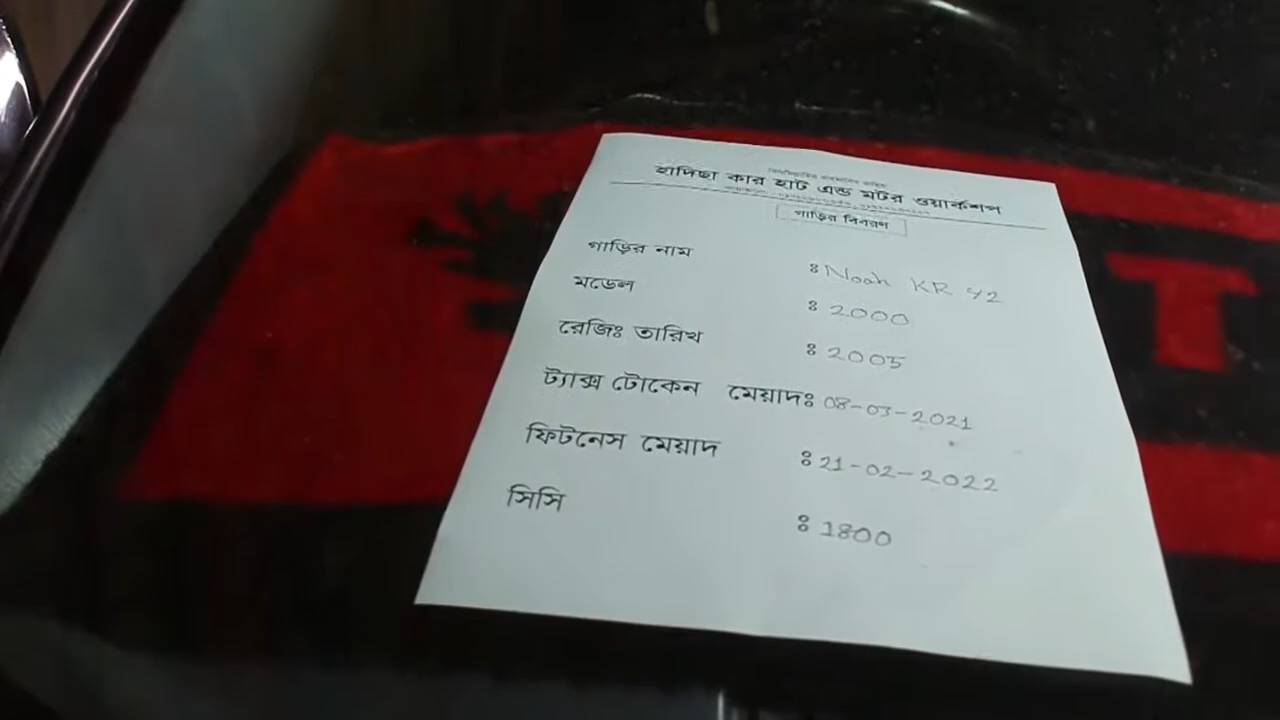 হাদিছা কার হাট এন্ড মটর ওয়ার্কশপ
গাড়ির বিবরণ
গাড়ির নাম : Noah KR 42
মডেল : 2000
রেজিঃ তারিখ : 2005
ট্যাক্স টোকেন মেয়াদঃ 08-03-2021
ফিটনেস মেয়াদ : 21-02-2022
সিসি : 1800
T